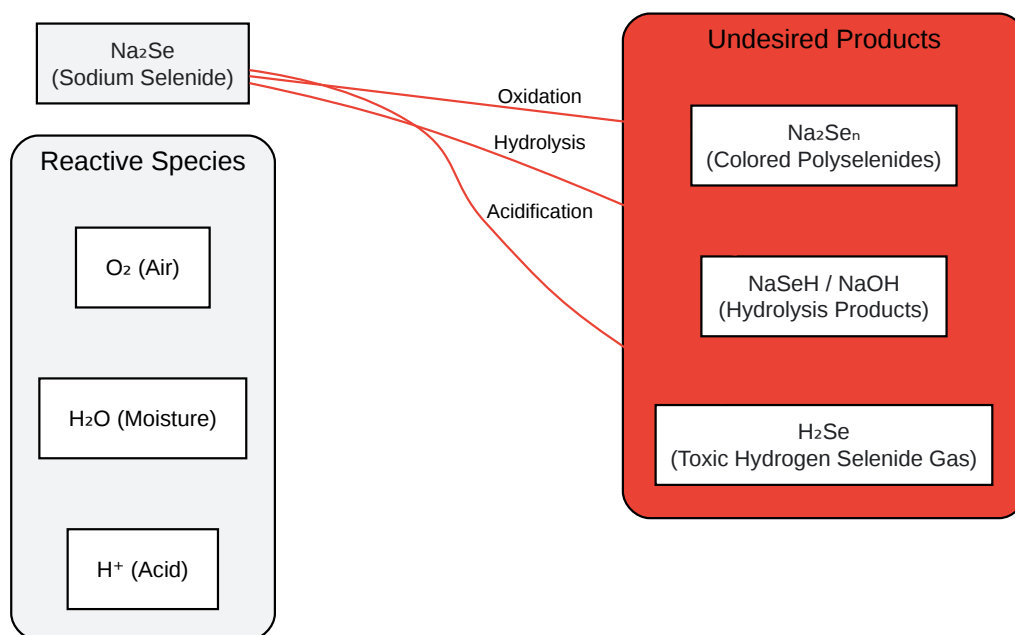 Na₂Se
(Sodium Selenide)
Reactive Species
O₂ (Air)
H₂O (Moisture)
H⁺ (Acid)
Oxidation
Hydrolysis
Acidification
Undesired Products
Na₂Seₙ
(Colored Polyselenides)
NaSeH / NaOH
(Hydrolysis Products)
H₂Se
(Toxic Hydrogen Selenide Gas)